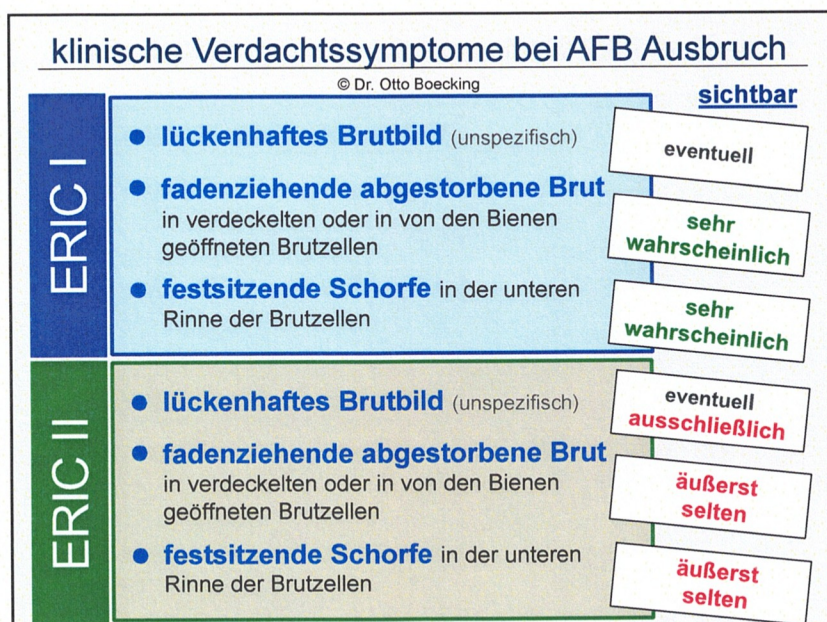 klinische Verdachtssymptome bei AFB Ausbruch
© Dr. Otto Boecking
sichtbar
ERIC I
• lückenhaftes Brutbild (unspezifisch)
eventuell
• fadenziehende abgestorbene Brut
in verdeckelten oder in von den Bienen
geöffneten Brutzellen
sehr
wahrscheinlich
• festsitzende Schorfe in der unteren
Rinne der Brutzellen
sehr
wahrscheinlich
ERIC II
• lückenhaftes Brutbild (unspezifisch)
eventuell
ausschließlich
• fadenziehende abgestorbene Brut
in verdeckelten oder in von den Bienen
geöffneten Brutzellen
äußerst
selten
• festsitzende Schorfe in der unteren
Rinne der Brutzellen
äußerst
selten